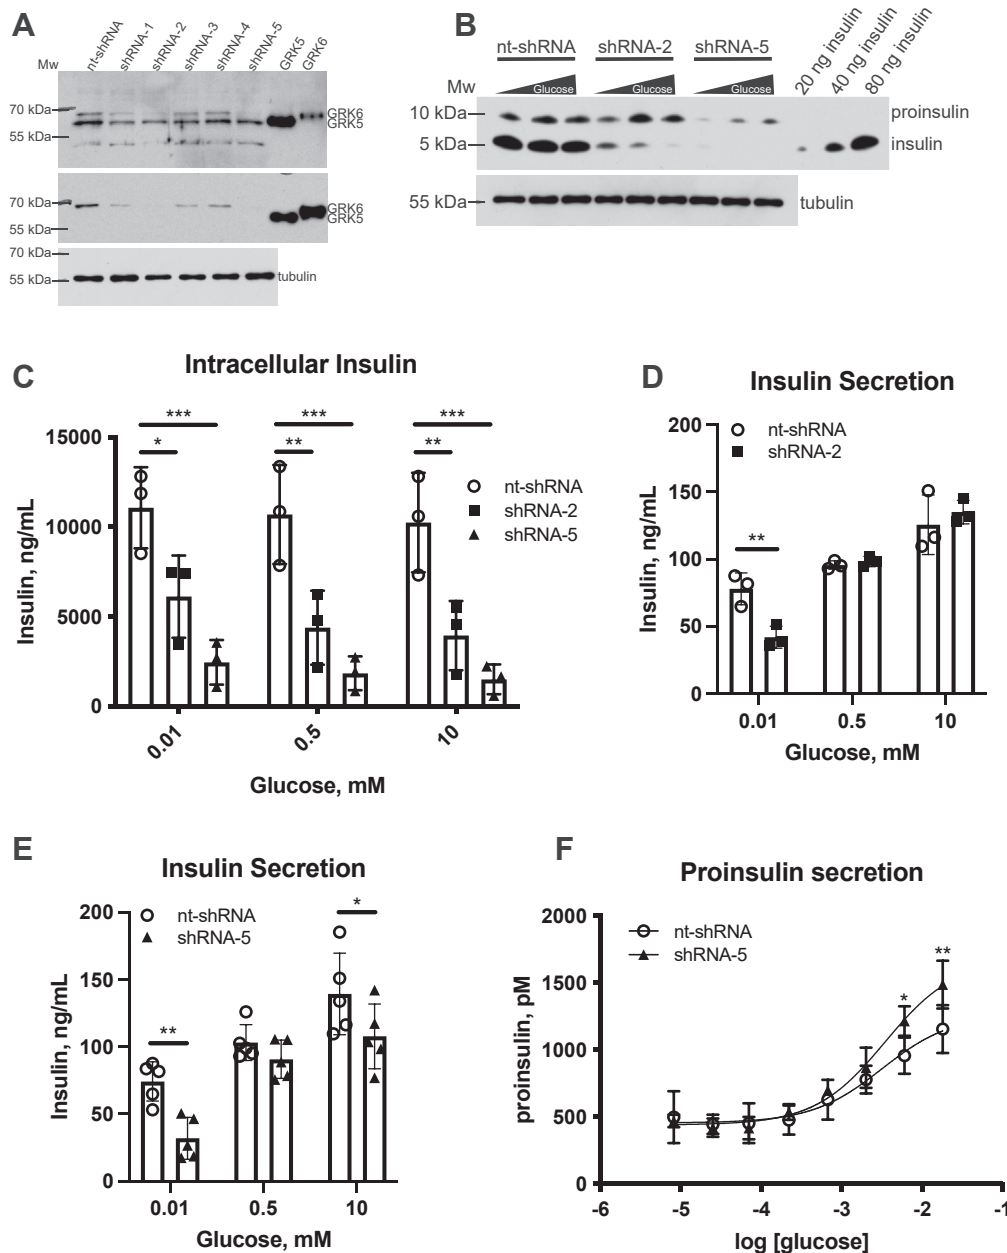 A
nt-shRNA
shRNA-1
shRNA-2
shRNA-3
shRNA-4
shRNA-5
GRK5
GRK6
Mw
70 kDa
55 kDa
GRK6
GRK5
70 kDa
55 kDa
GRK6
GRK5
70 kDa
55 kDa
tubulin
B
nt-shRNA shRNA-2 shRNA-5
20 ng insulin
40 ng insulin
80 ng insulin
Mw
Glucose Glucose Glucose
10 kDa
5 kDa
proinsulin
insulin
55 kDa
tubulin
C
Intracellular Insulin
*** *** ***
* ** **
15000
10000
5000
0
Insulin, ng/mL
nt-shRNA
shRNA-2
shRNA-5
0.01 0.5 10
Glucose, mM
D
Insulin Secretion
200
150
100
50
0
Insulin, ng/mL
nt-shRNA
shRNA-2
**
0.01 0.5 10
Glucose, mM
E
Insulin Secretion
200
150
100
50
0
Insulin, ng/mL
nt-shRNA
shRNA-5
*
**
0.01 0.5 10
Glucose, mM
F
Proinsulin secretion
2000
1500
1000
500
0
proinsulin, pM
nt-shRNA
shRNA-5
**
*
-6 -5 -4 -3 -2 -1
log [glucose]